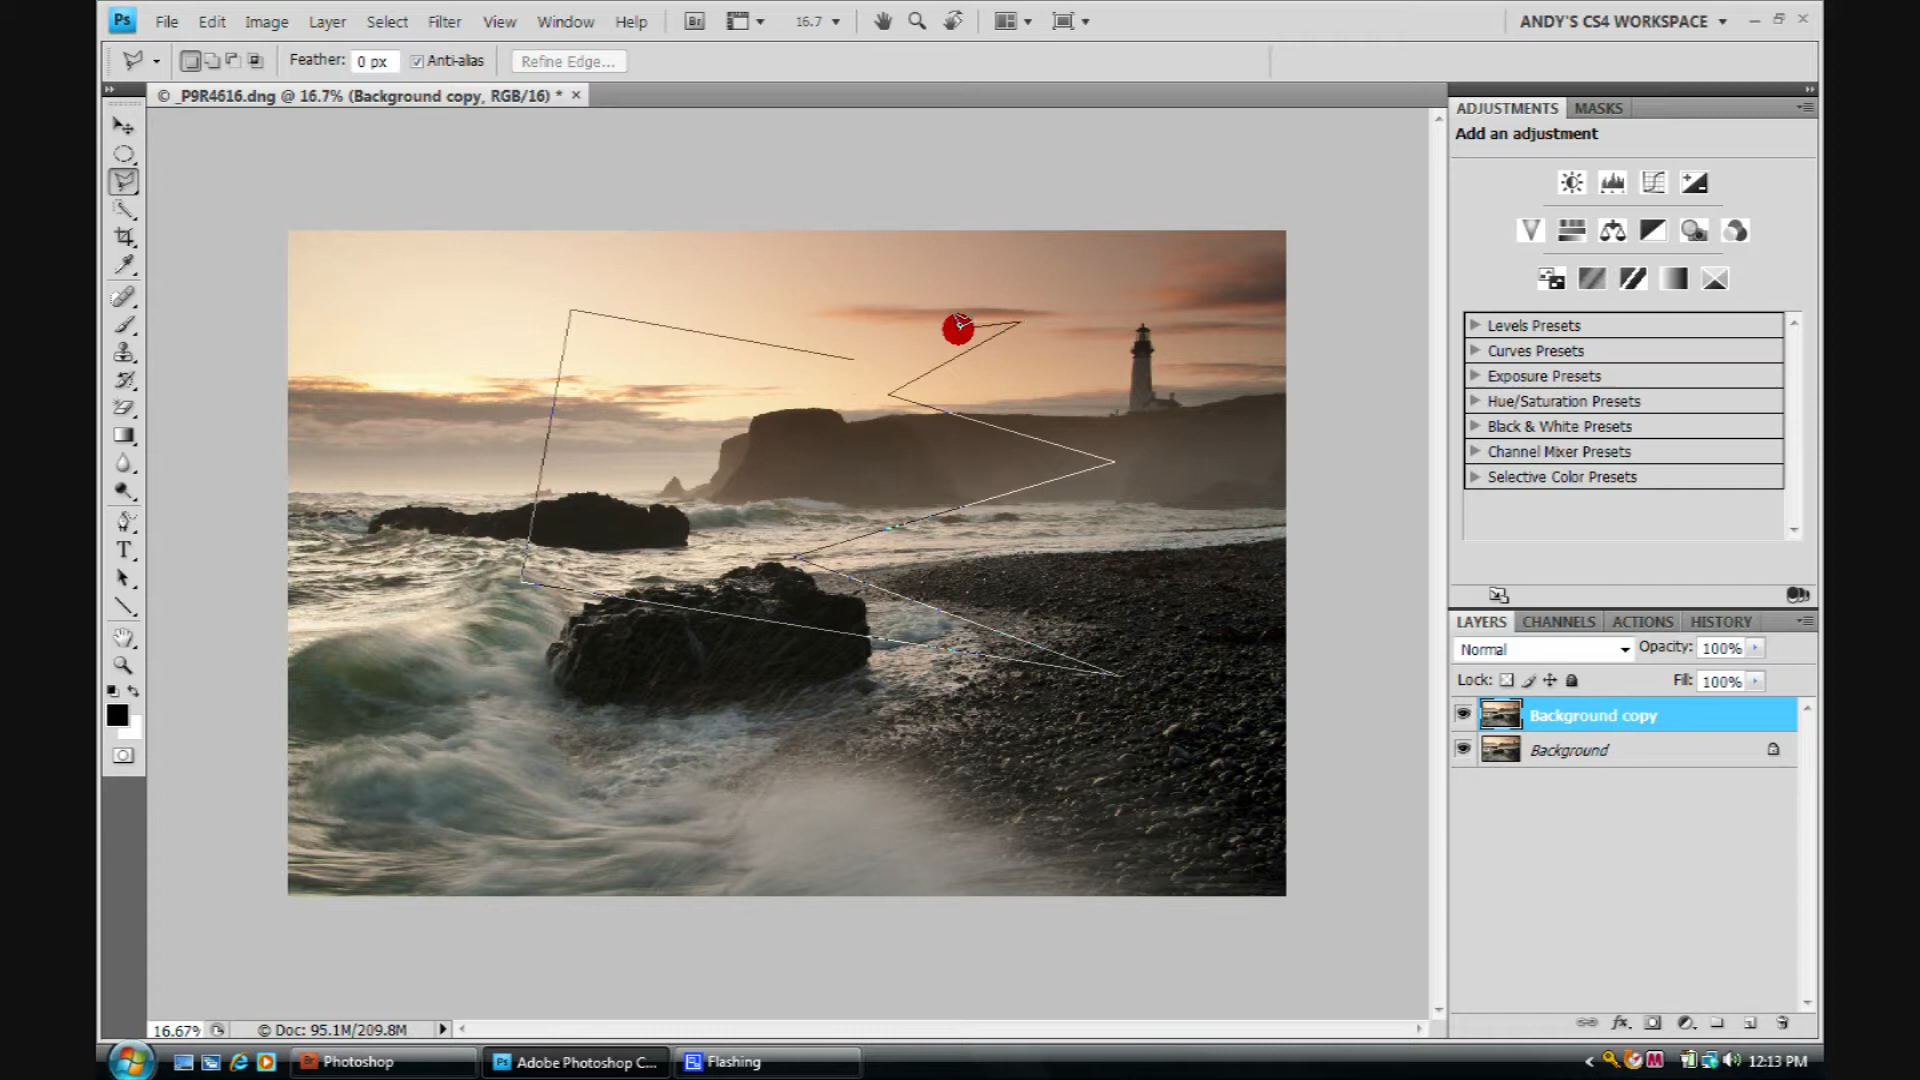 Ps File Edit Image Layer Select Filter View Window Help Br 16.7 ANDY'S CS4 WORKSPACE
Feather: 0 px Anti-alias Refine Edge...
© _P9R4616.dng @ 16.7% (Background copy, RGB/16) *
ADJUSTMENTS MASKS
Add an adjustment
Levels Presets
Curves Presets
Exposure Presets
Hue/Saturation Presets
Black & White Presets
Channel Mixer Presets
Selective Color Presets
LAYERS CHANNELS ACTIONS HISTORY
Normal Opacity: 100%
Lock: Fill: 100%
Background copy
Background
16.67% © Doc: 95.1M/209.8M
Br Photoshop Ps Adobe Photoshop C... Flashing 12:13 PM